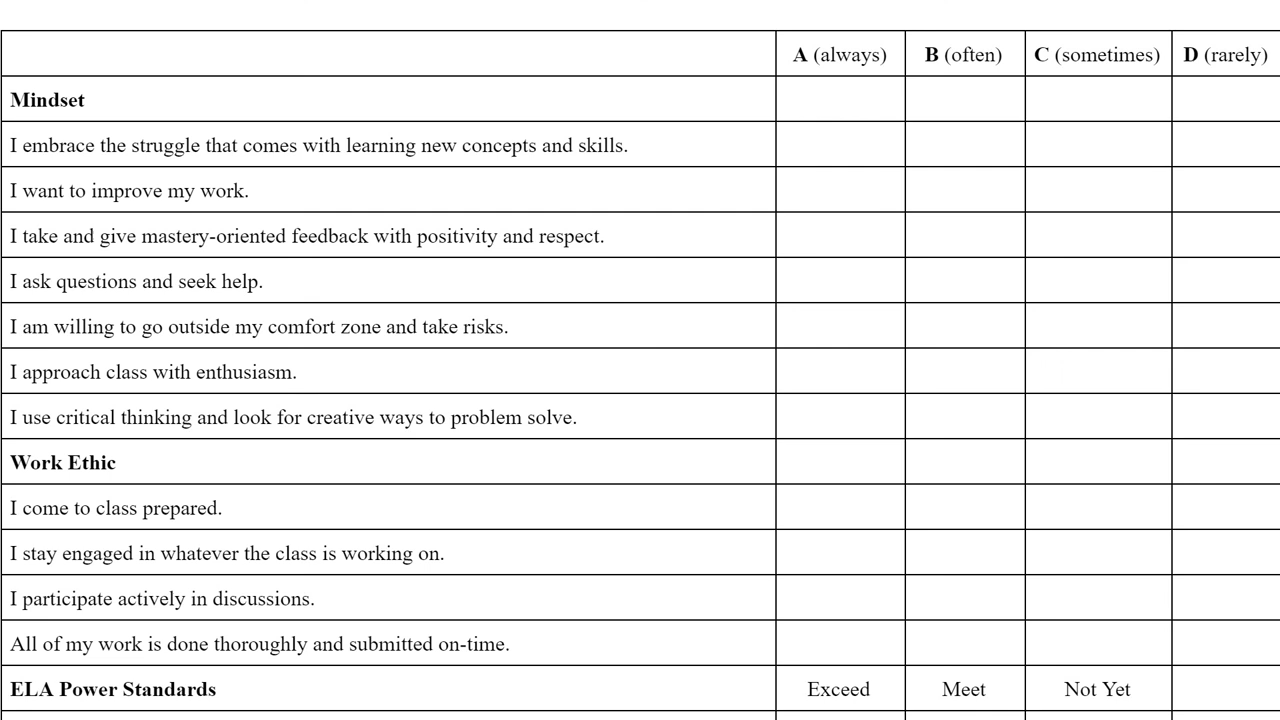 A (always) B (often) C (sometimes) D (rarely)
Mindset
I embrace the struggle that comes with learning new concepts and skills.
I want to improve my work.
I take and give mastery-oriented feedback with positivity and respect.
I ask questions and seek help.
I am willing to go outside my comfort zone and take risks.
I approach class with enthusiasm.
I use critical thinking and look for creative ways to problem solve.
Work Ethic
I come to class prepared.
I stay engaged in whatever the class is working on.
I participate actively in discussions.
All of my work is done thoroughly and submitted on-time.
ELA Power Standards Exceed Meet Not Yet